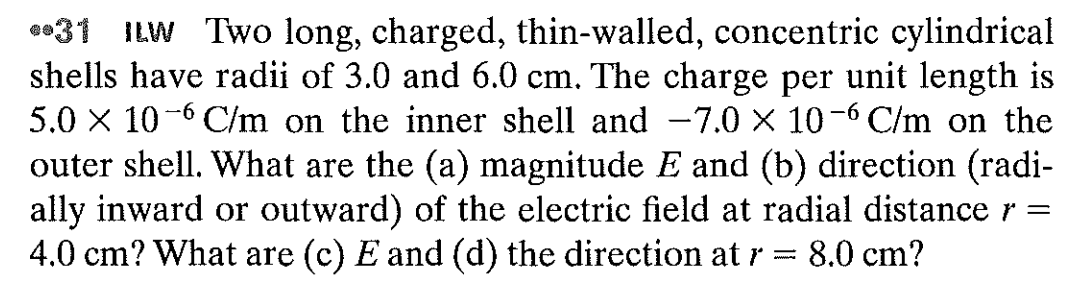 ••31 ILW Two long, charged, thin-walled, concentric cylindrical
shells have radii of 3.0 and 6.0 cm. The charge per unit length is
5.0 × 10⁻⁶ C/m on the inner shell and −7.0 × 10⁻⁶ C/m on the
outer shell. What are the (a) magnitude E and (b) direction (radi-
ally inward or outward) of the electric field at radial distance r =
4.0 cm? What are (c) E and (d) the direction at r = 8.0 cm?